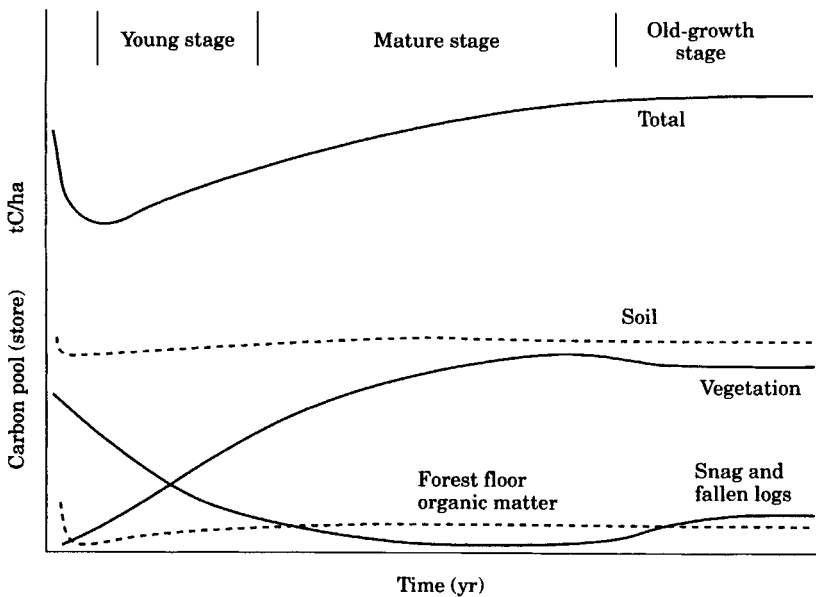 Young stage
Mature stage
Old-growth
stage
Total
Soil
Vegetation
Forest floor
organic matter
Snag and
fallen logs
Carbon pool (store) tC/ha
Time (yr)